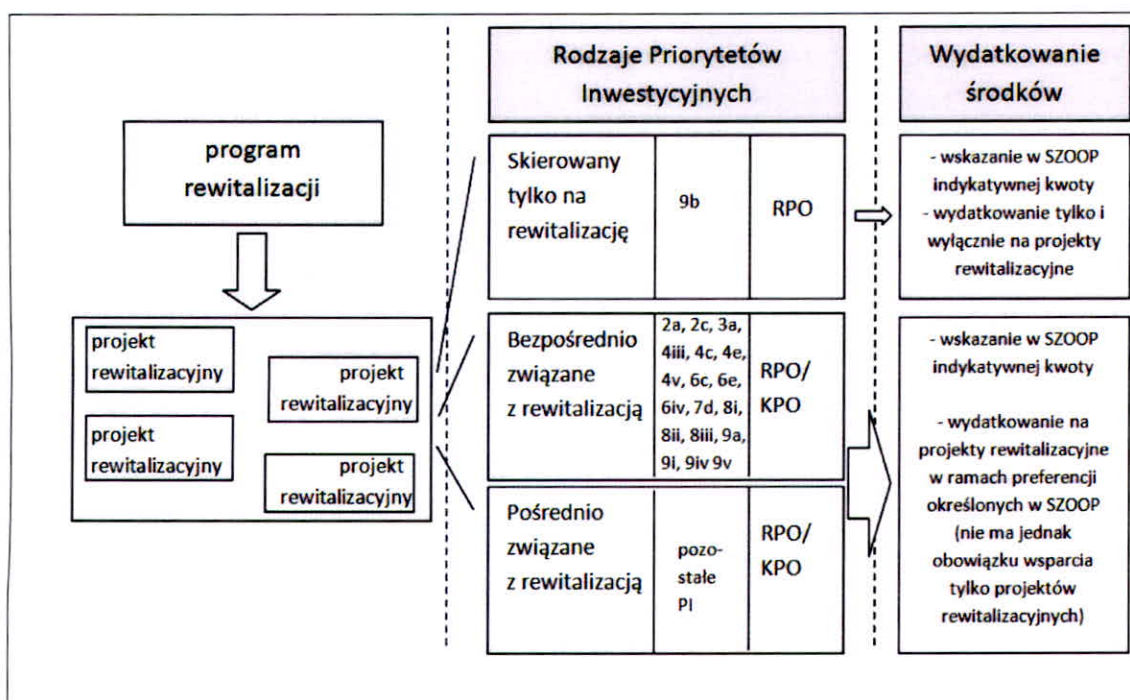 Rodzaje Priorytetów
Inwestycyjnych
Wydatkowanie
środków
program
rewitalizacji
projekt
rewitalizacyjny
projekt
rewitalizacyjny
projekt
rewitalizacyjny
projekt
rewitalizacyjny
Skierowany
tylko na
rewitalizację
9b
RPO
- wskazanie w SZOOP
indykatywnej kwoty
- wydatkowanie tylko i
wyłącznie na projekty
rewitalizacyjne
Bezpośrednio
związane
z rewitalizacją
2a, 2c, 3a,
4iii, 4c, 4e,
4v, 6c, 6e,
6iv, 7d, 8i,
8ii, 8iii, 9a,
9i, 9iv 9v
RPO/
KPO
Pośrednio
związane
z rewitalizacją
pozo-
stałe
PI
RPO/
KPO
- wskazanie w SZOOP
indykatywnej kwoty
- wydatkowanie na
projekty rewitalizacyjne
w ramach preferencji
określonych w SZOOP
(nie ma jednak
obowiązku wsparcia
tylko projektów
rewitalizacyjnych)